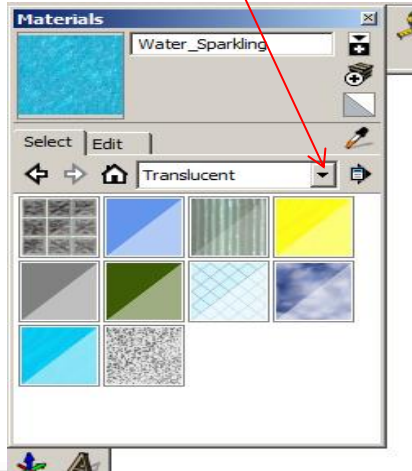 Materials
Water_Sparkling
Select
Edit
Translucent